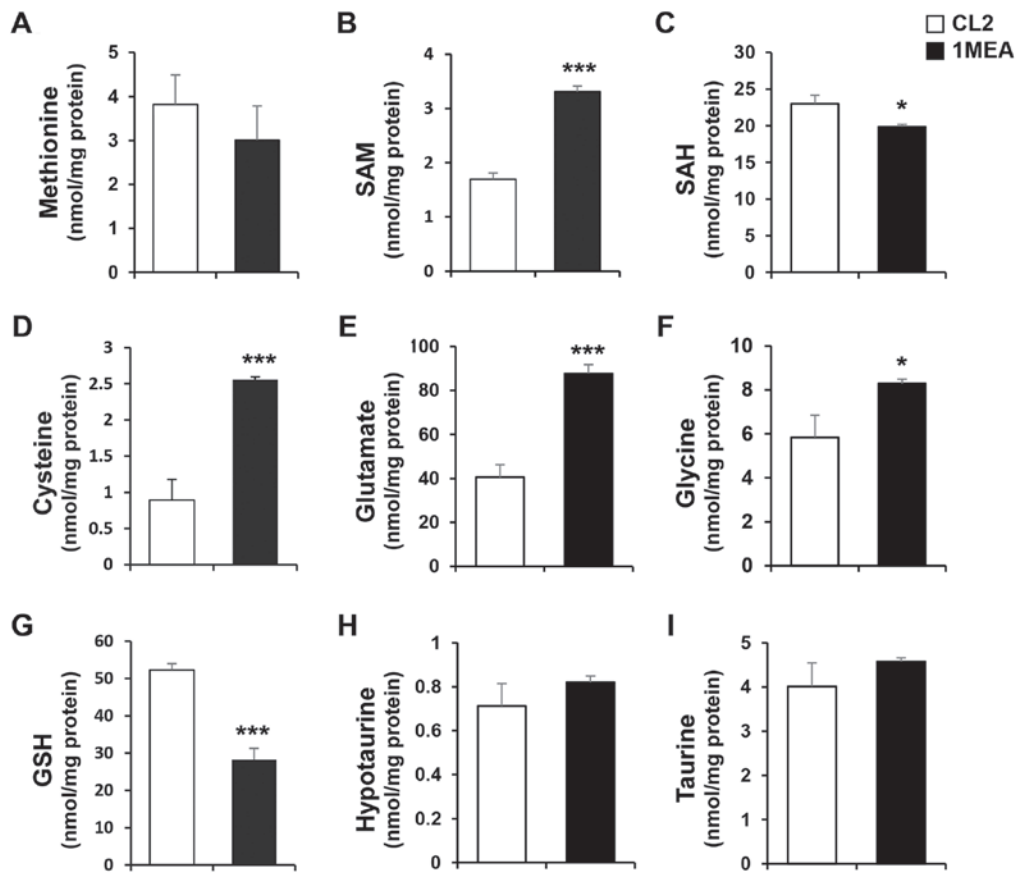 A
Methionine
(nmol/mg protein)
5
4
3
2
1
0
B
SAM
(nmol/mg protein)
4
3
2
1
0
***
C
SAH
(nmol/mg protein)
30
25
20
15
10
5
0
*
CL2
1MEA
D
Cysteine
(nmol/mg protein)
3
2.5
2
1.5
1
0.5
0
***
E
Glutamate
(nmol/mg protein)
100
80
60
40
20
0
***
F
Glycine
(nmol/mg protein)
10
8
6
4
2
0
*
G
GSH
(nmol/mg protein)
60
50
40
30
20
10
0
***
H
Hypotaurine
(nmol/mg protein)
1
0.8
0.6
0.4
0.2
0
I
Taurine
(nmol/mg protein)
5
4
3
2
1
0